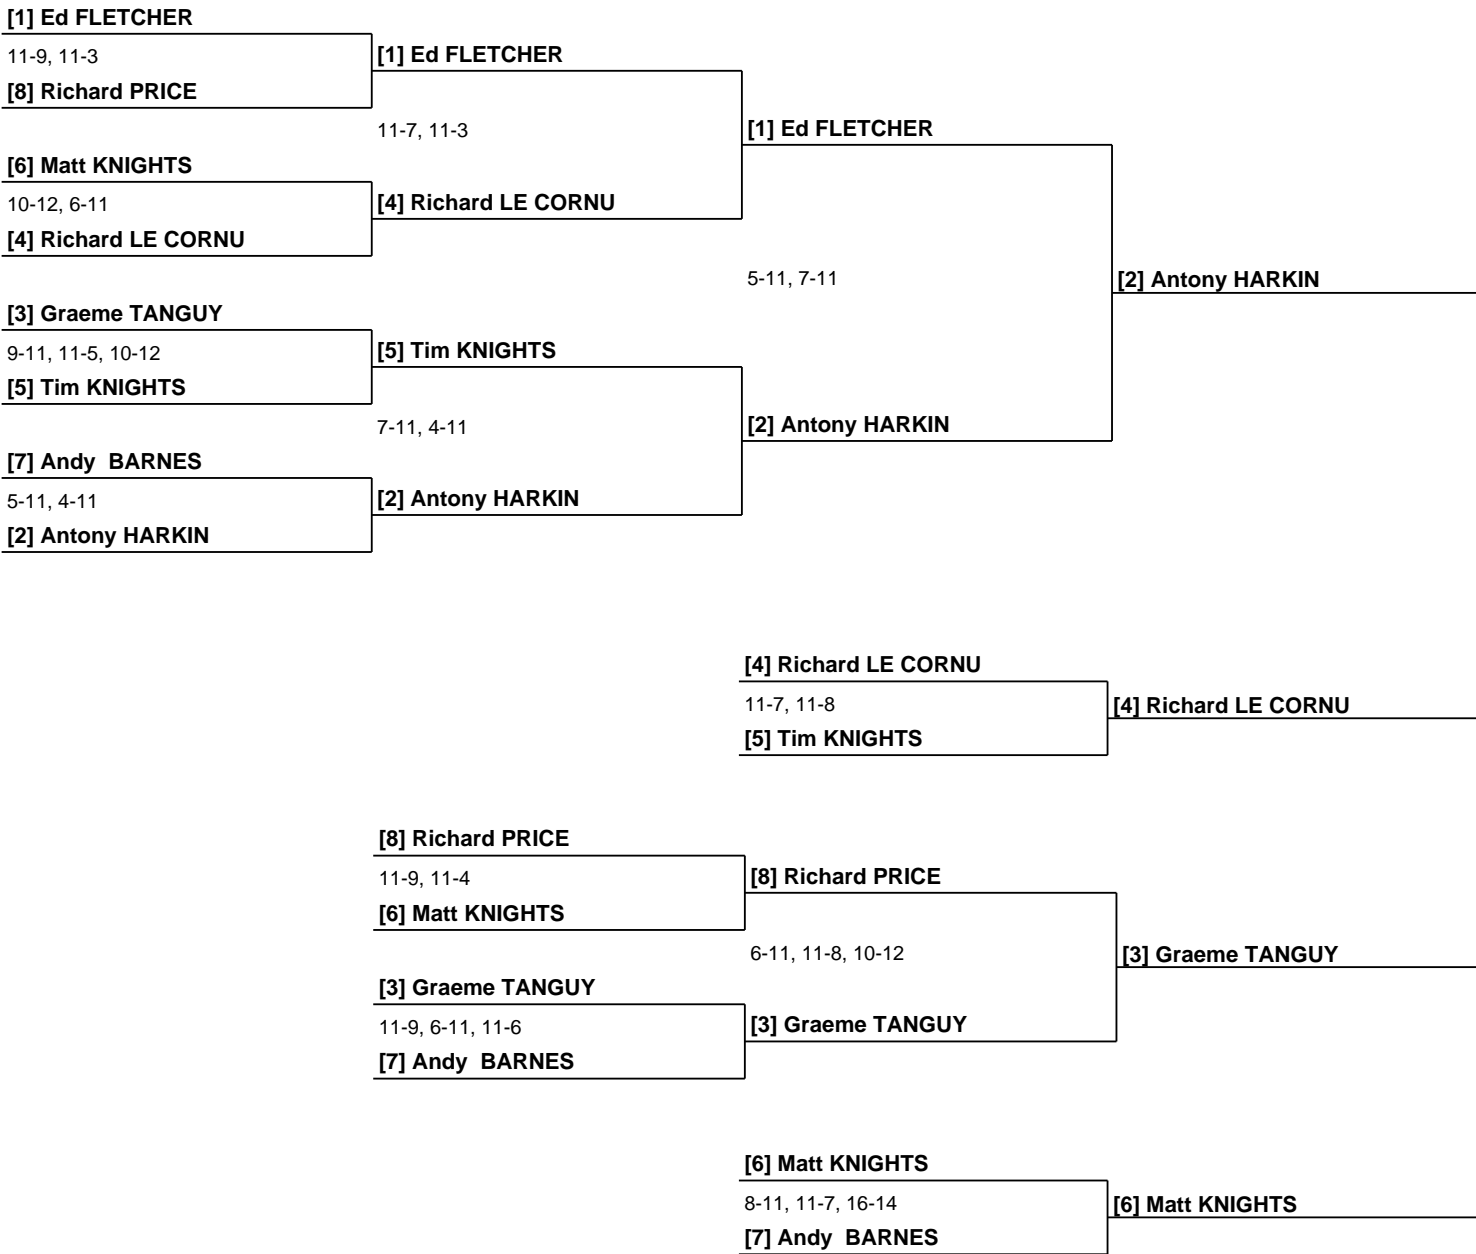 [1] Ed FLETCHER
11-9, 11-3
[8] Richard PRICE
[6] Matt KNIGHTS
10-12, 6-11
[4] Richard LE CORNU
[3] Graeme TANGUY
9-11, 11-5, 10-12
[5] Tim KNIGHTS
[7] Andy  BARNES
5-11, 4-11
[2] Antony HARKIN
[1] Ed FLETCHER
11-7, 11-3
[4] Richard LE CORNU
[5] Tim KNIGHTS
7-11, 4-11
[2] Antony HARKIN
[1] Ed FLETCHER
5-11, 7-11
[2] Antony HARKIN
[2] Antony HARKIN
[4] Richard LE CORNU
11-7, 11-8
[5] Tim KNIGHTS
[4] Richard LE CORNU
[8] Richard PRICE
11-9, 11-4
[6] Matt KNIGHTS
[3] Graeme TANGUY
11-9, 6-11, 11-6
[7] Andy  BARNES
[8] Richard PRICE
6-11, 11-8, 10-12
[3] Graeme TANGUY
[3] Graeme TANGUY
[6] Matt KNIGHTS
8-11, 11-7, 16-14
[7] Andy  BARNES
[6] Matt KNIGHTS